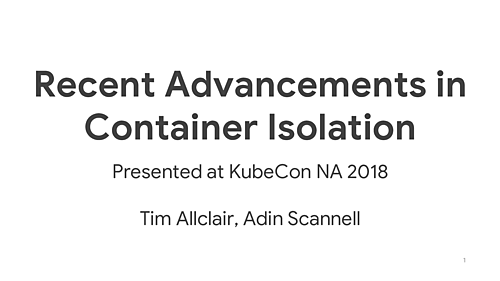 Recent Advancements in
Container Isolation
Presented at KubeCon NA 2018
Tim Allclair, Adin Scannell
1